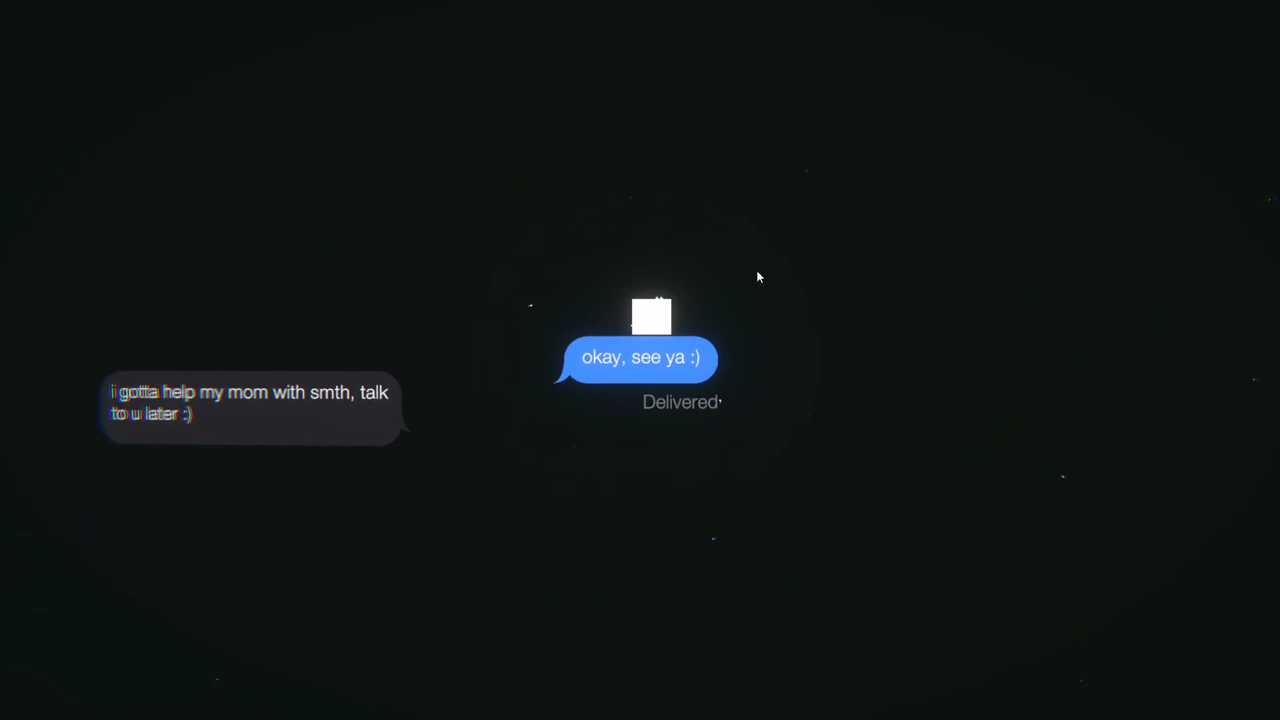 i gotta help my mom with smth, talk
to u later :)
okay, see ya :)
Delivered